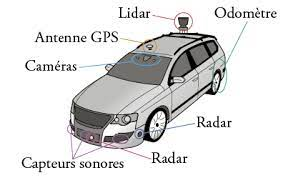 Lidar
Odomètre
Antenne GPS
Caméras
Radar
Radar
Capteurs sonores